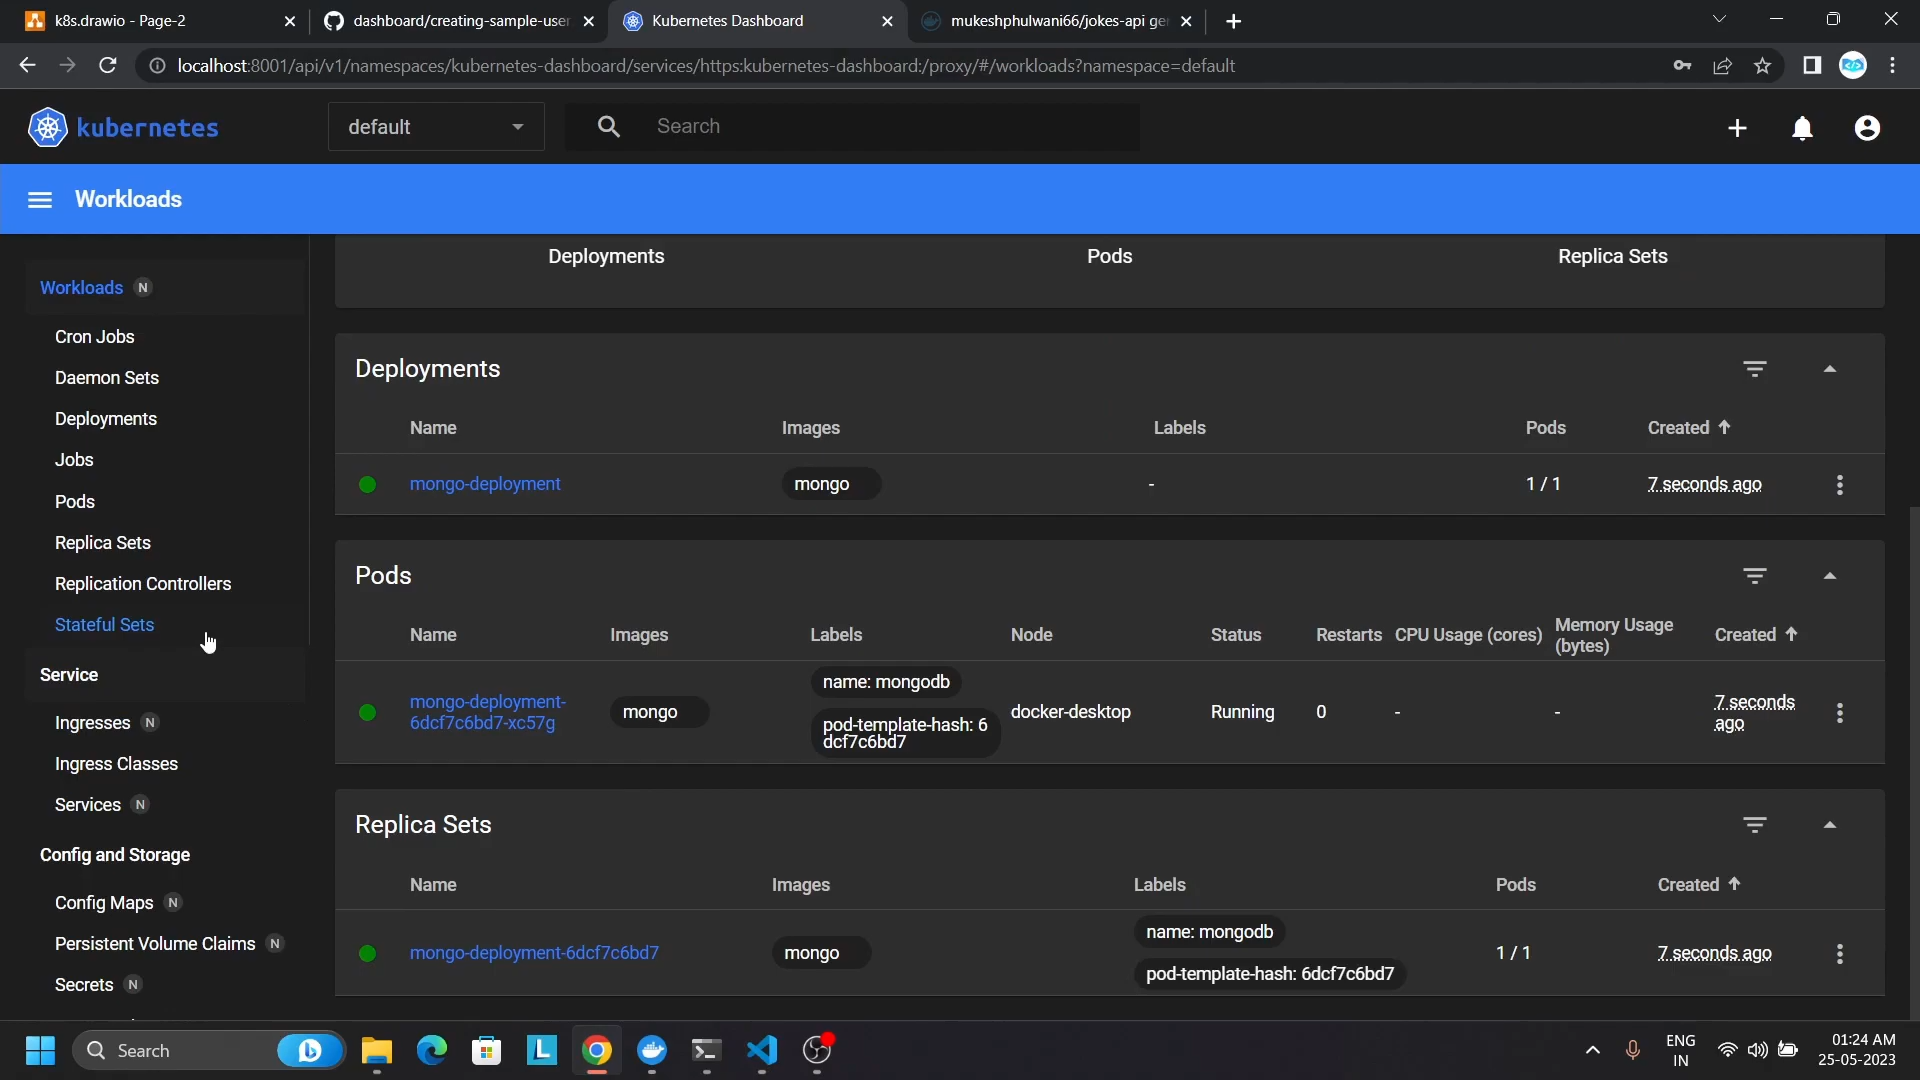 k8s.drawio - Page-2
dashboard/creating-sample-user
Kubernetes Dashboard
mukeshphulwani66/jokes-api ger
localhost:8001/api/v1/namespaces/kubernetes-dashboard/services/https:kubernetes-dashboard:/proxy/#/workloads?namespace=default
kubernetes
default
Search
Workloads
Workloads N
Cron Jobs
Daemon Sets
Deployments
Jobs
Pods
Replica Sets
Replication Controllers
Stateful Sets
Service
Ingresses N
Ingress Classes
Services N
Config and Storage
Config Maps N
Persistent Volume Claims N
Secrets N
Deployments Pods Replica Sets
Deployments
Name Images Labels Pods Created
mongo-deployment mongo - 1 / 1 7 seconds ago
Pods
Name Images Labels Node Status Restarts CPU Usage (cores) Memory Usage (bytes) Created
mongo-deployment-
6dcf7c6bd7-xc57g
mongo
name: mongodb
pod-template-hash: 6
dcf7c6bd7
docker-desktop Running 0 - -
7 seconds
ago
Replica Sets
Name Images Labels Pods Created
mongo-deployment-6dcf7c6bd7 mongo
name: mongodb
pod-template-hash: 6dcf7c6bd7
1 / 1 7 seconds ago
Search
L
ENG
IN
01:24 AM
25-05-2023